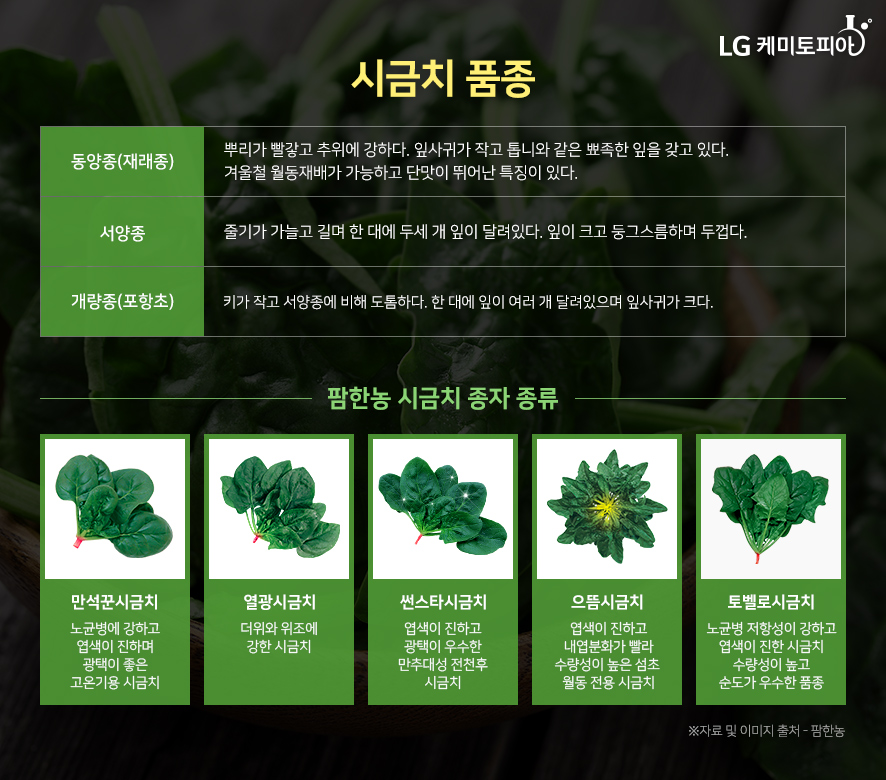 LG 케미토피아
시금치 품종
동양종(재래종)
뿌리가 빨갛고 추위에 강하다. 잎사귀가 작고 톱니와 같은 뾰족한 잎을 갖고 있다.
겨울철 월동재배가 가능하고 단맛이 뛰어난 특징이 있다.
서양종
줄기가 가늘고 길며 한 대에 두세 개 잎이 달려있다. 잎이 크고 둥그스름하며 두껍다.
개량종(포항초)
키가 작고 서양종에 비해 도톰하다. 한 대에 잎이 여러 개 달려있으며 잎사귀가 크다.
팜한농 시금치 종자 종류
만석꾼시금치
노균병에 강하고
엽색이 진하며
광택이 좋은
고온기용 시금치
열광시금치
더위와 위조에
강한 시금치
썬스타시금치
엽색이 진하고
광택이 우수한
만추대성 전천후
시금치
으뜸시금치
엽색이 진하고
내엽분화가 빨라
수량성이 높은 섬초
월동 전용 시금치
토벨로시금치
노균병 저항성이 강하고
엽색이 진한 시금치
수량성이 높고
순도가 우수한 품종
※자료 및 이미지 출처 - 팜한농